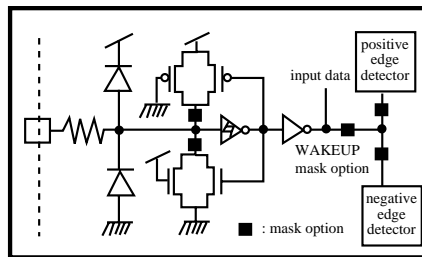 positive
edge
detector
input data
WAKEUP
mask option
negative
edge
detector
: mask option